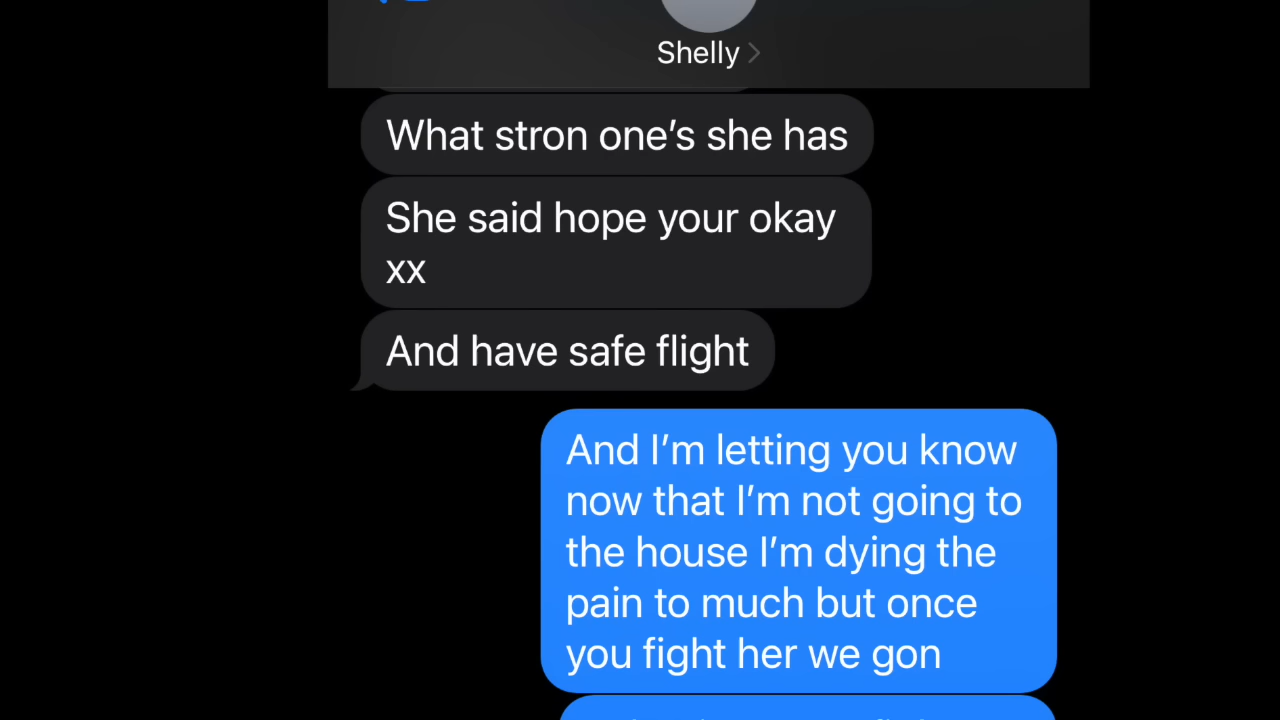 Shelly
What stron one’s she has
She said hope your okay
xx
And have safe flight
And I’m letting you know
now that I’m not going to
the house I’m dying the
pain to much but once
you fight her we gon